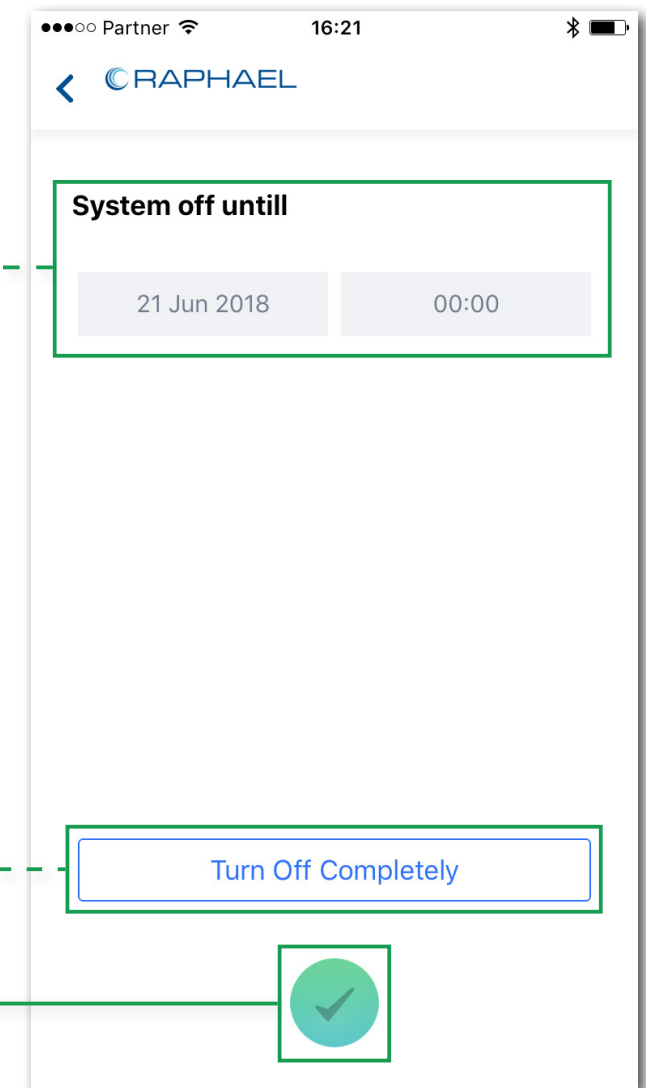 Partner 16:21
RAPHAEL
System off untill
21 Jun 2018 00:00
Turn Off Completely